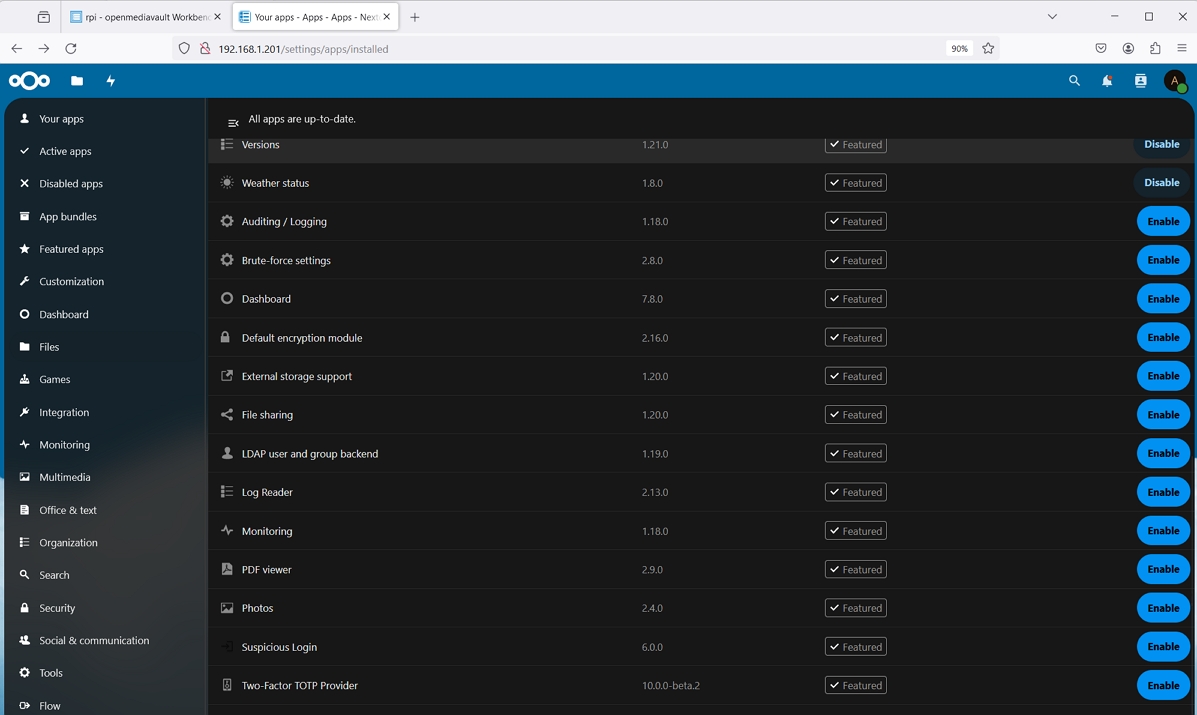 rpi - openmediavault Workbenc
Your apps - Apps - Apps - Next
192.168.1.201/settings/apps/installed
90%
A
Your apps
Active apps
Disabled apps
App bundles
Featured apps
Customization
Dashboard
Files
Games
Integration
Monitoring
Multimedia
Office & text
Organization
Search
Security
Social & communication
Tools
Flow
All apps are up-to-date.
Versions 1.21.0 Featured Disable
Weather status 1.8.0 Featured Disable
Auditing / Logging 1.18.0 Featured Enable
Brute-force settings 2.8.0 Featured Enable
Dashboard 7.8.0 Featured Enable
Default encryption module 2.16.0 Featured Enable
External storage support 1.20.0 Featured Enable
File sharing 1.20.0 Featured Enable
LDAP user and group backend 1.19.0 Featured Enable
Log Reader 2.13.0 Featured Enable
Monitoring 1.18.0 Featured Enable
PDF viewer 2.9.0 Featured Enable
Photos 2.4.0 Featured Enable
Suspicious Login 6.0.0 Featured Enable
Two-Factor TOTP Provider 10.0.0-beta.2 Featured Enable